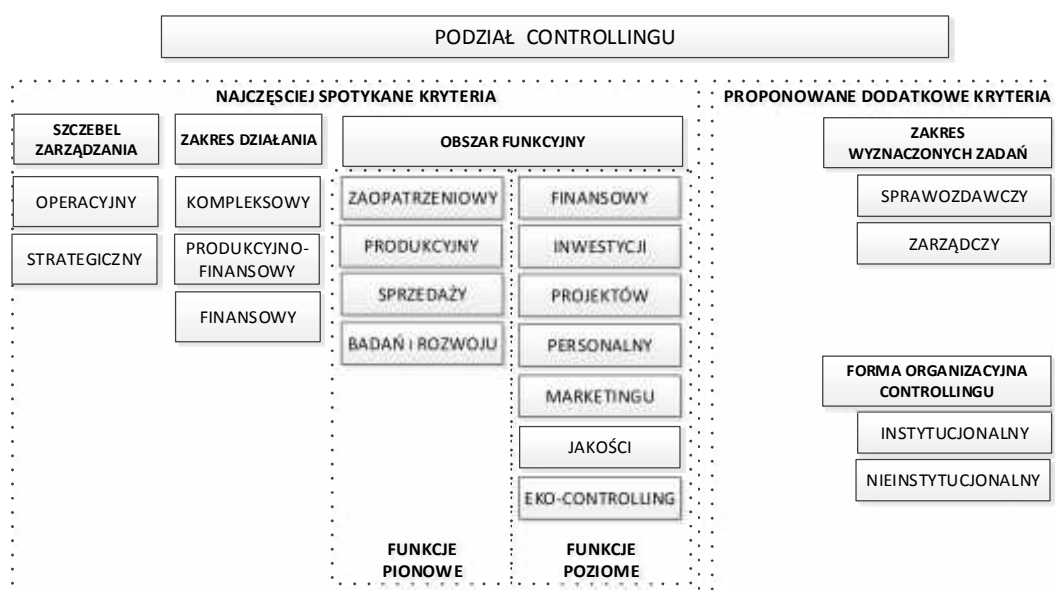 PODZIAŁ CONTROLLINGU
NAJCZĘSCIEJ SPOTYKANE KRYTERIA
SZCZEBEL
ZARZĄDZANIA
OPERACYJNY
STRATEGICZNY
ZAKRES DZIAŁANIA
KOMPLEKSOWY
PRODUKCYJNO-
FINANSOWY
FINANSOWY
OBSZAR FUNKCYJNY
ZAOPATRZENIOWY
PRODUKCYJNY
SPRZEDAŻY
BADAŃ i ROZWOJU
FUNKCJE
PIONOWE
FINANSOWY
INWESTYCJI
PROJEKTÓW
PERSONALNY
MARKETINGU
JAKOŚCI
EKO-CONTROLLING
FUNKCJE
POZIOME
PROPONOWANE DODATKOWE KRYTERIA
ZAKRES
WYZNACZONYCH ZADAŃ
SPRAWOZDAWCZY
ZARZĄDCZY
FORMA ORGANIZACYJNA
CONTROLLINGU
INSTYTUCJONALNY
NIEINSTYTUCJONALNY